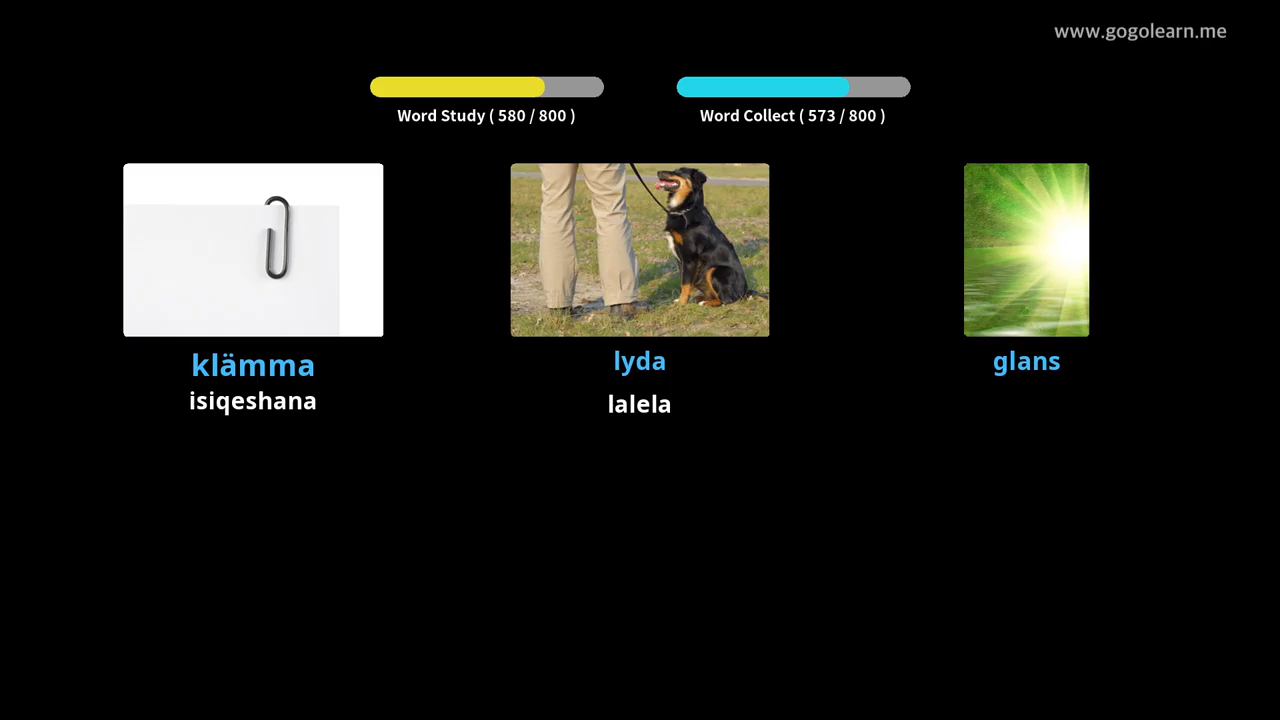 www.gogolearn.me
Word Study ( 580 / 800 )
Word Collect ( 573 / 800 )
klämma
isiqeshana
lyda
lalela
glans